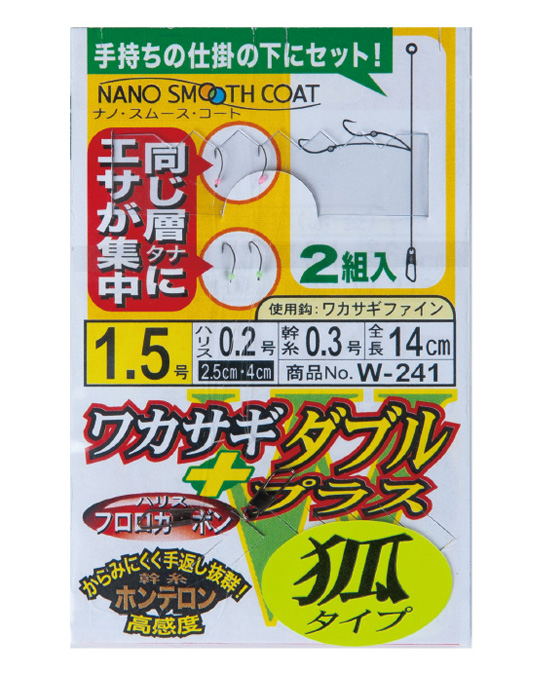 手持ちの仕掛の下にセット!
NANO SMOOTH COAT
ナノ・スムース・コート
同じ層に
タナ
エサが集中
2組入
使用鈎:ワカサギファイン
1.5号
ハリス0.2号
2.5cm・4cm
幹糸0.3号
全長14cm
商品No. W-241
ワカサギダブル
+プラス
ハリス
フロロカーボン
からみにくく手返し抜群!
幹糸
ホンテロン
高感度
狐
タイプ